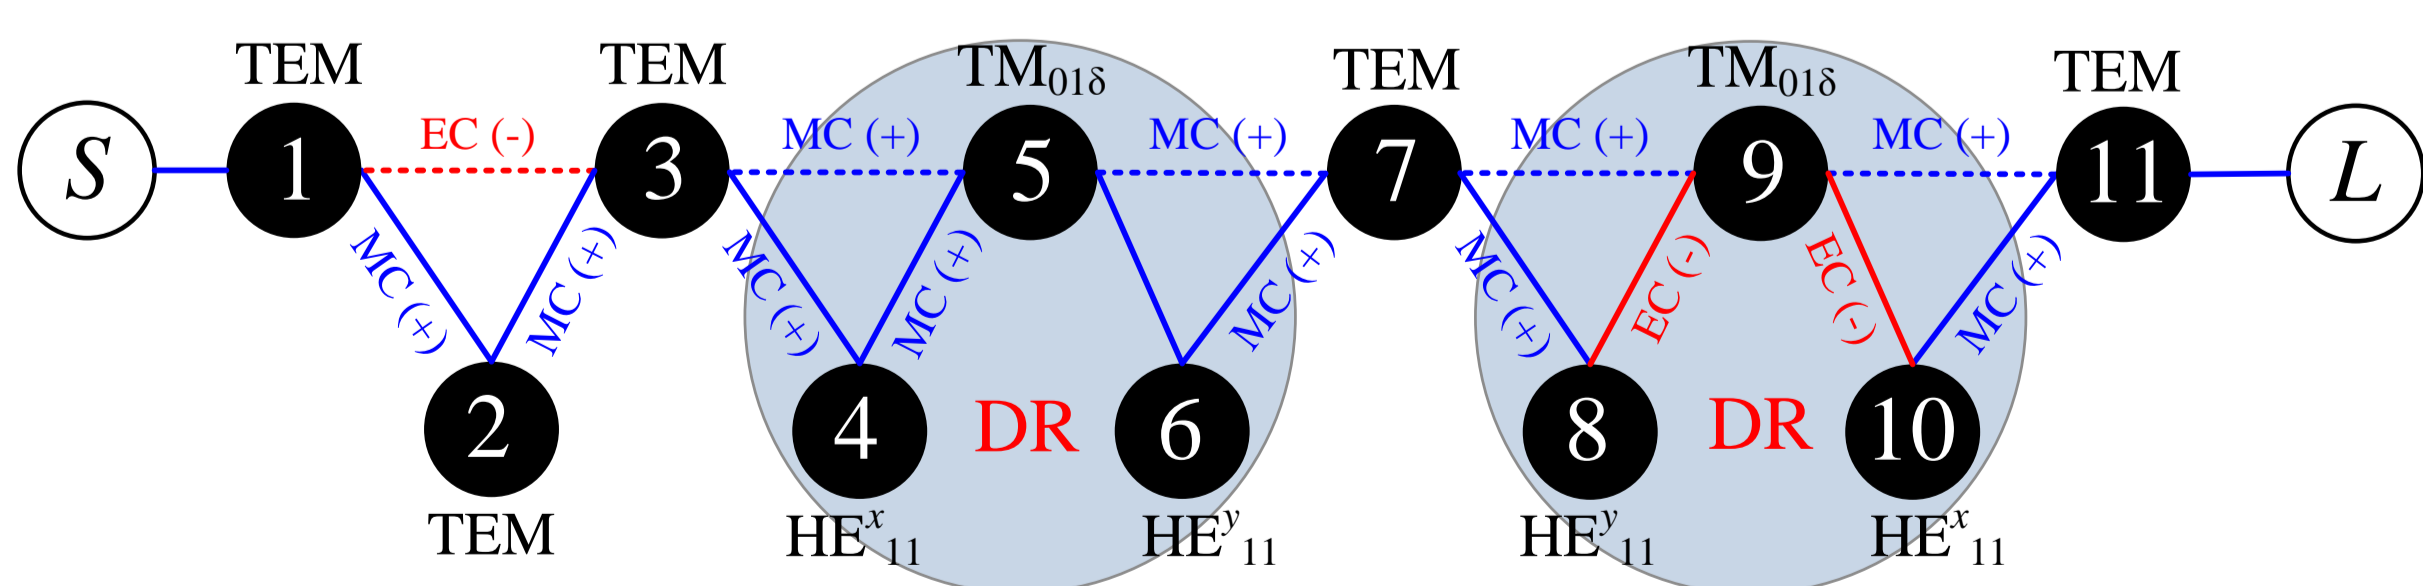 TEM TEM TM01δ TEM TM01δ TEM
S 1 EC (-) 3 MC (+) 5 MC (+) 7 MC (+) 9 MC (+) 11 L
MC (+) MC (+) MC (+) MC (+) MC (+) MC (+) EC (-) EC (-) MC (+)
2 4 DR 6 8 DR 10
TEM HEx11 HEy11 HEy11 HEx11